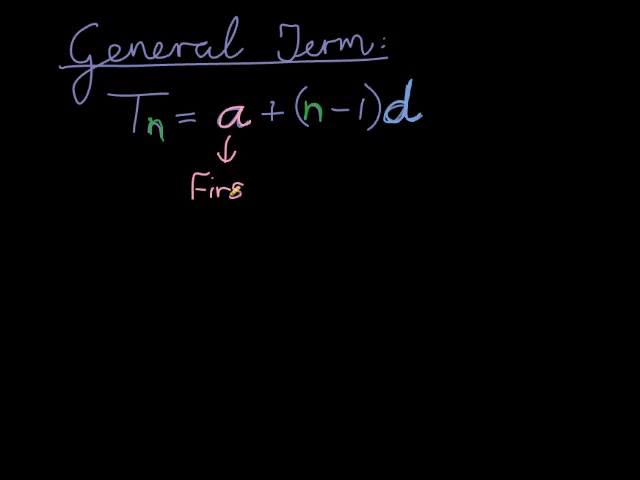 General Term:
Tn = a + (n - 1)d
↓
Firs